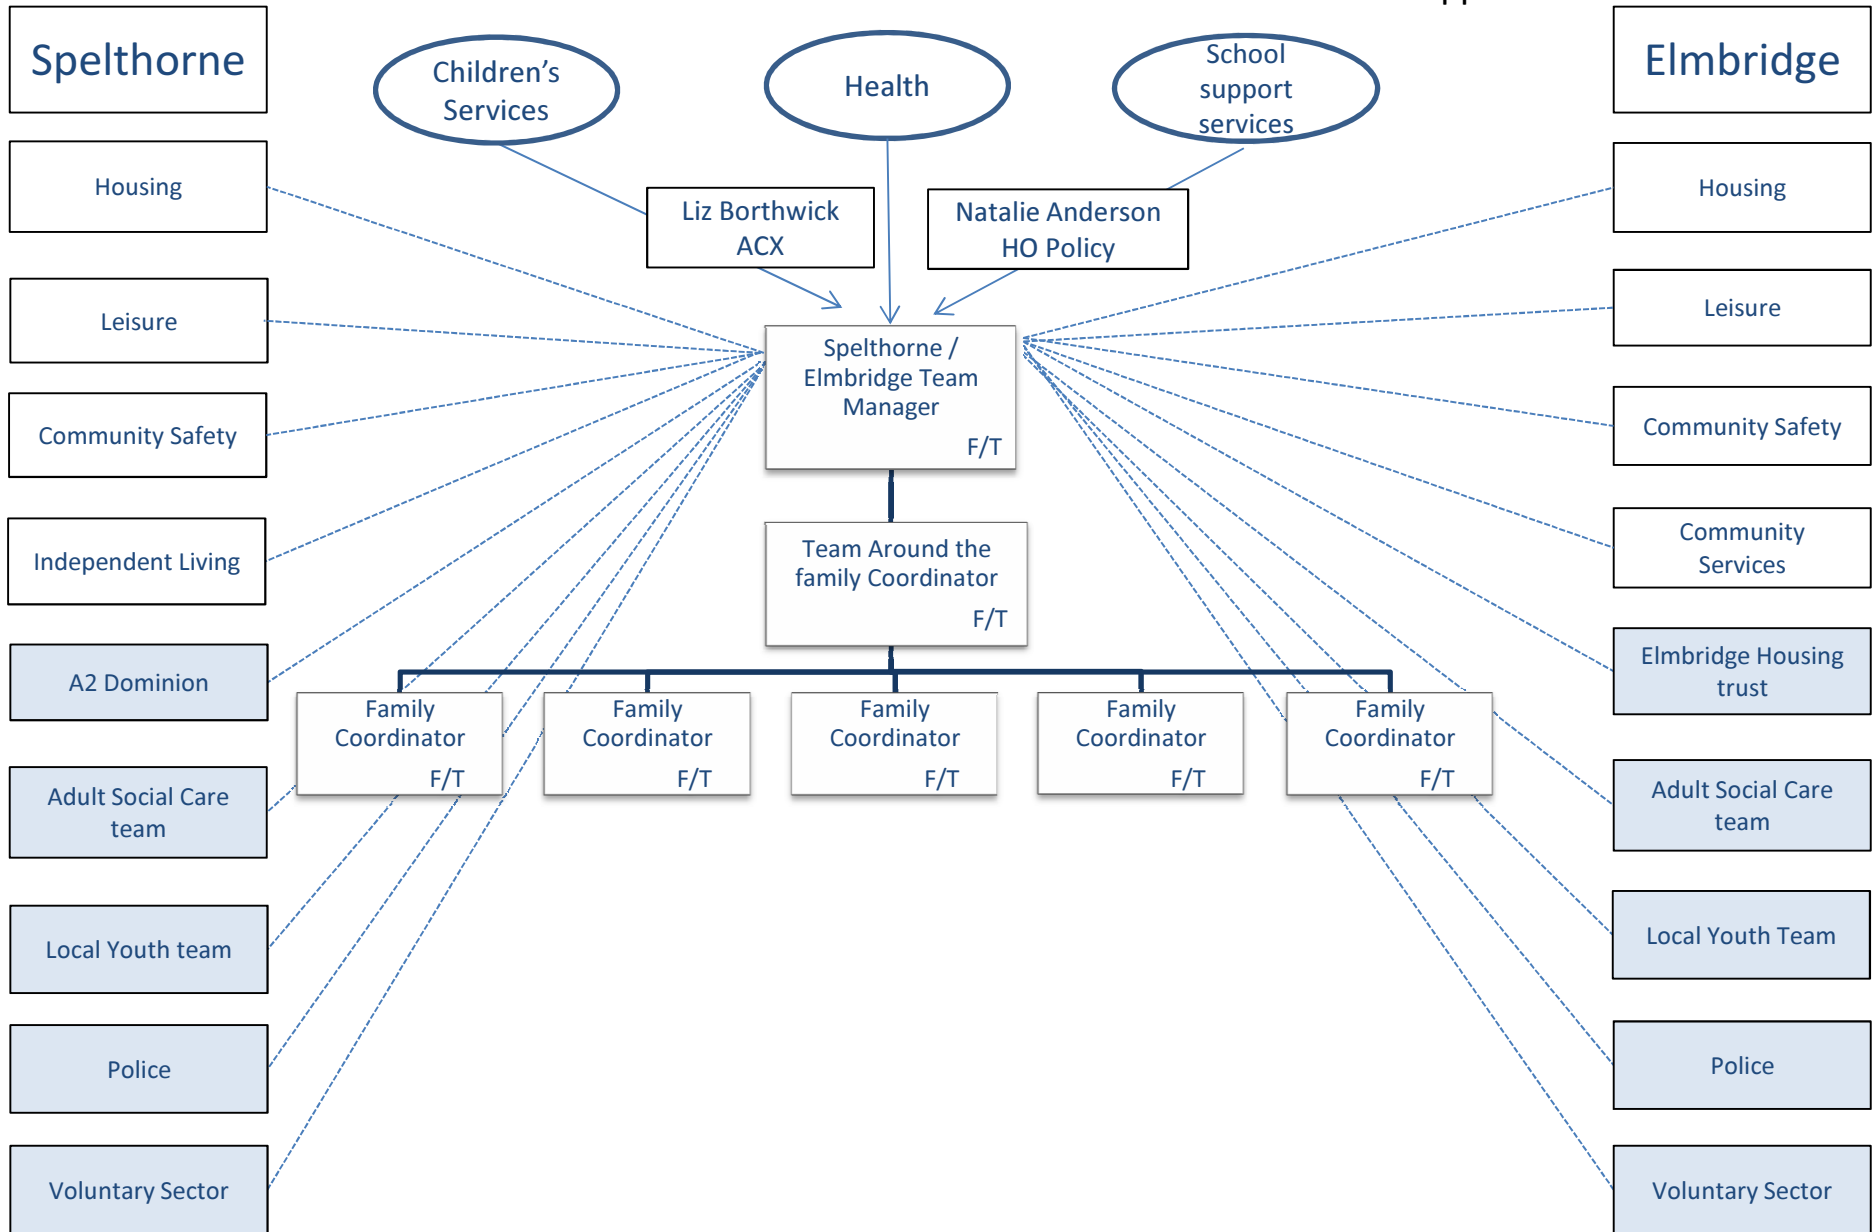 Spelthorne
Children's
Services
Health
School
support
services
Elmbridge
Housing
Liz Borthwick
ACX
Natalie Anderson
HO Policy
Housing
Leisure
Spelthorne /
Elmbridge Team
Manager
F/T
Leisure
Community Safety
Community Safety
Independent Living
Team Around the
family Coordinator
F/T
Community
Services
A2 Dominion
Elmbridge Housing
trust
Family
Coordinator
F/T
Family
Coordinator
F/T
Family
Coordinator
F/T
Family
Coordinator
F/T
Family
Coordinator
F/T
Adult Social Care
team
Adult Social Care
team
Local Youth team
Local Youth Team
Police
Police
Voluntary Sector
Voluntary Sector